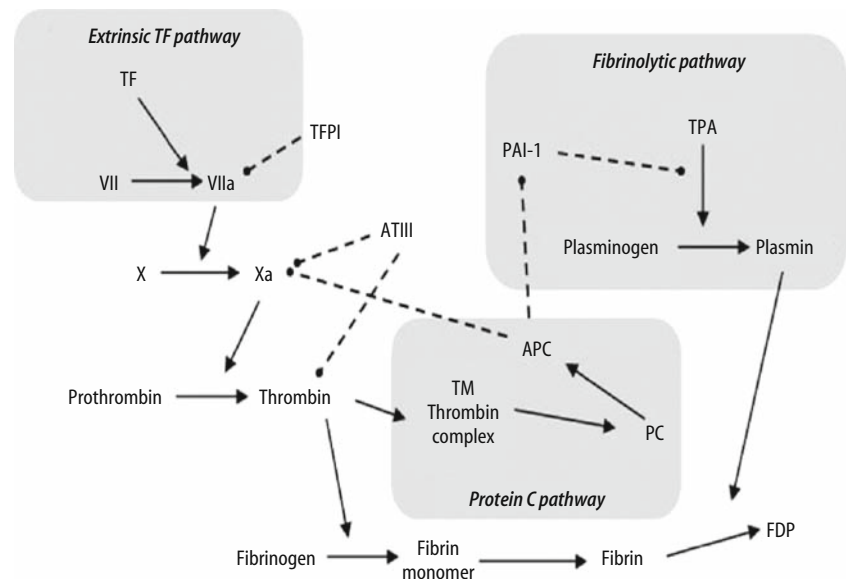 Extrinsic TF pathway
TF
TFPI
VII
VIIa
Fibrinolytic pathway
TPA
PAI-1
Plasminogen
Plasmin
ATIII
X
Xa
APC
Prothrombin
Thrombin
TM
Thrombin
complex
PC
Protein C pathway
Fibrinogen
Fibrin
monomer
Fibrin
FDP